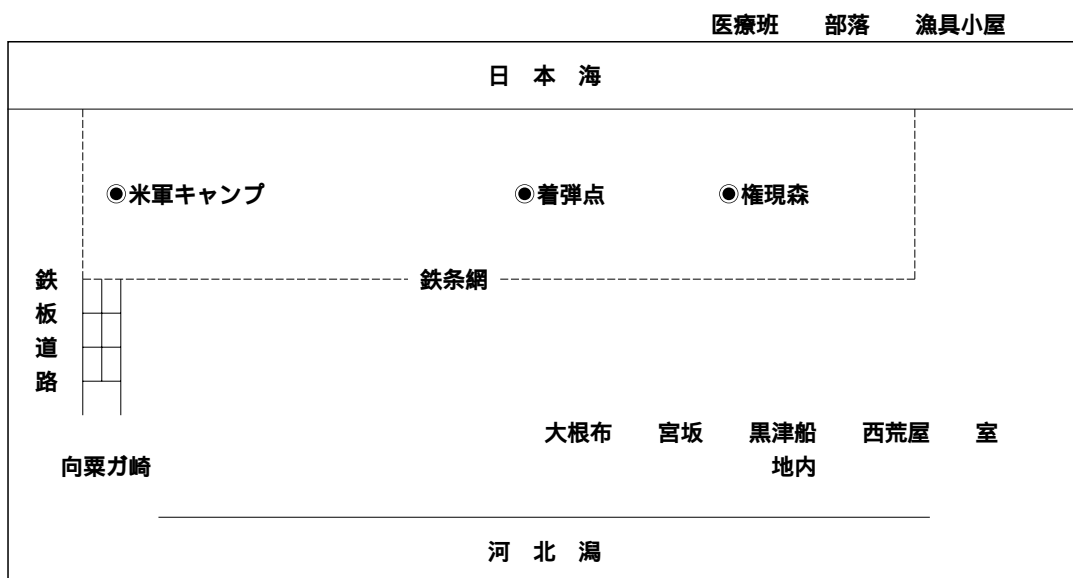 医療班 部落 漁具小屋
日本海
米軍キャンプ 着弾点 権現森
鉄条網
鉄板道路
大根布 宮坂 黒津船地内 西荒屋 室
向粟ガ崎
河北潟